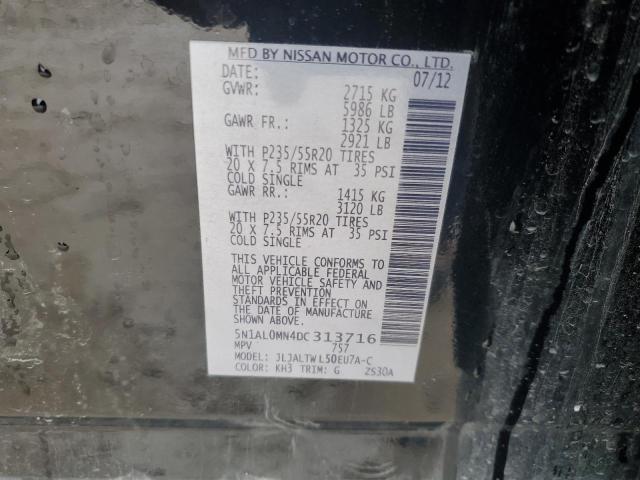 MFD BY NISSAN MOTOR CO., LTD.
DATE: 07/12
GVWR: 2715 KG
5986 LB
GAWR FR.: 1325 KG
2921 LB
WITH P235/55R20 TIRES
20 X 7.5 RIMS AT 35 PSI
COLD SINGLE
GAWR RR.: 1415 KG
3120 LB
WITH P235/55R20 TIRES
20 X 7.5 RIMS AT 35 PSI
COLD SINGLE
THIS VEHICLE CONFORMS TO
ALL APPLICABLE FEDERAL
MOTOR VEHICLE SAFETY AND
THEFT PREVENTION
STANDARDS IN EFFECT ON
THE DATE OF MANUFACTURE
SHOWN ABOVE.
5N1AL0MN4DC313716
MPV 757
MODEL: JLJALTWL50EU7A-C
COLOR: KH3 TRIM: G ZS30A